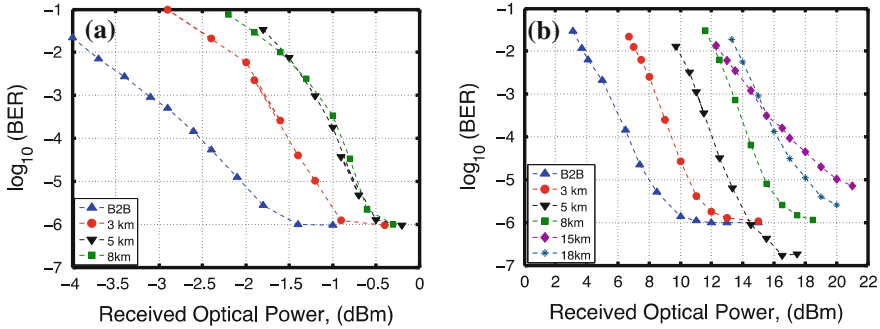 (a)
log10 (BER)
-1
-2
-3
-4
-5
-6
-7
B2B
3 km
5 km
8km
-4 -3.5 -3 -2.5 -2 -1.5 -1 -0.5 0
Received Optical Power, (dBm)
(b)
log10 (BER)
-1
-2
-3
-4
-5
-6
-7
B2B
3 km
5 km
8km
15km
18km
0 2 4 6 8 10 12 14 16 18 20 21 22
Received Optical Power, (dBm)